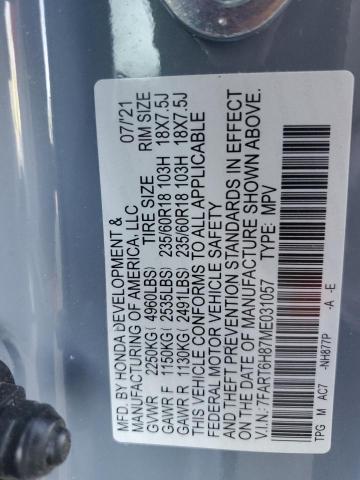 MFD. BY HONDA DEVELOPMENT & 07/'21
MANUFACTURING OF AMERICA, LLC
TIRE SIZE RIM SIZE
GVWR 2250KG( 4960LBS)
GAWR F 1150KG( 2535LBS) 235/60R18 103H 18X7.5J
GAWR R 1130KG( 2491LBS) 235/60R18 103H 18X7.5J
THIS VEHICLE CONFORMS TO ALL APPLICABLE
FEDERAL MOTOR VEHICLE SAFETY
AND THEFT PREVENTION STANDARDS IN EFFECT
ON THE DATE OF MANUFACTURE SHOWN ABOVE.
V.I.N.: 7FART6H87ME031057 TYPE: MPV
TPG M AC7 -NH877P -A -E